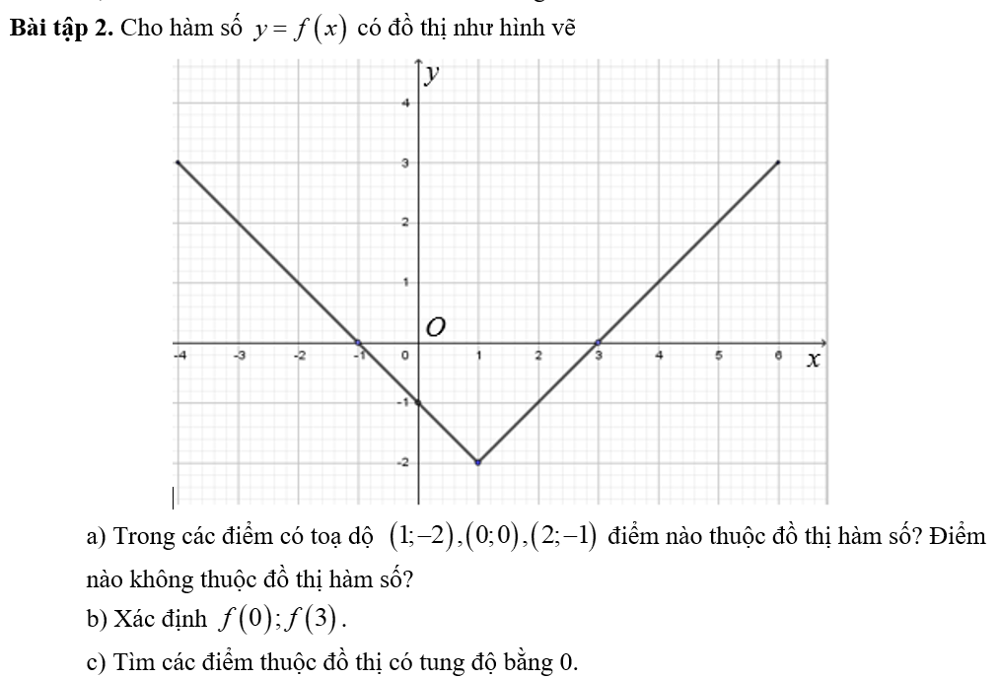 Bài tập 2. Cho hàm số y = f(x) có đồ thị như hình vẽ
y
4
3
2
1
O
-4 -3 -2 -1 0 1 2 3 4 5 6 x
-1
-2
a) Trong các điểm có toạ dộ (1;–2),(0;0),(2;–1) điểm nào thuộc đồ thị hàm số? Điểm
nào không thuộc đồ thị hàm số?
b) Xác định f(0); f(3).
c) Tìm các điểm thuộc đồ thị có tung độ bằng 0.